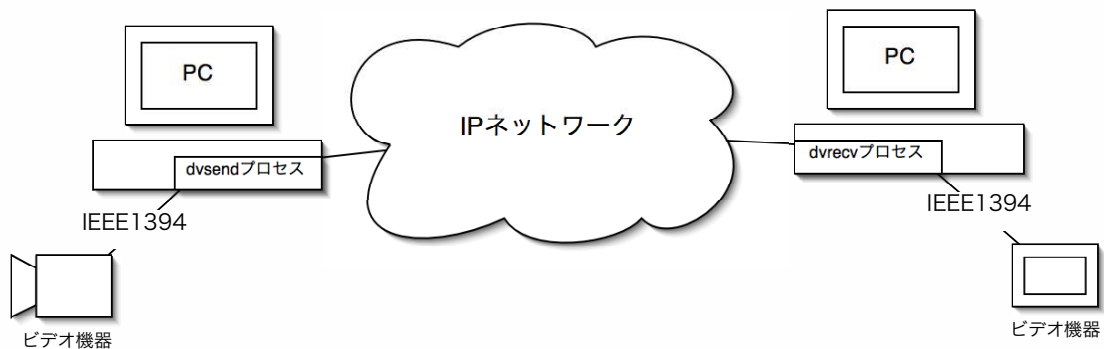 PC
dvsendプロセス
IEEE1394
ビデオ機器
IPネットワーク
PC
dvrecvプロセス
IEEE1394
ビデオ機器